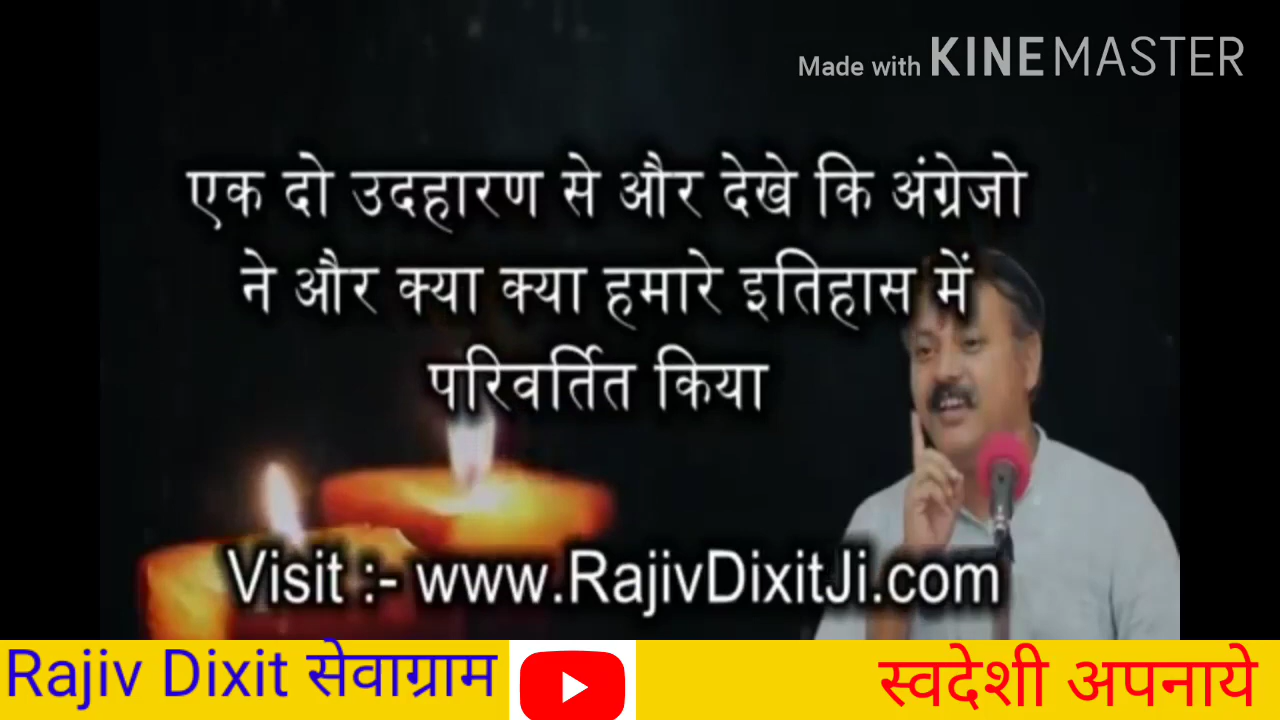 Made with KINEMASTER
एक दो उदहारण से और देखे कि अंग्रेजो
ने और क्या क्या हमारे इतिहास में
परिवर्तित किया
Visit :- www.RajivDixitJi.com
Rajiv Dixit सेवाग्राम
स्वदेशी अपनाये